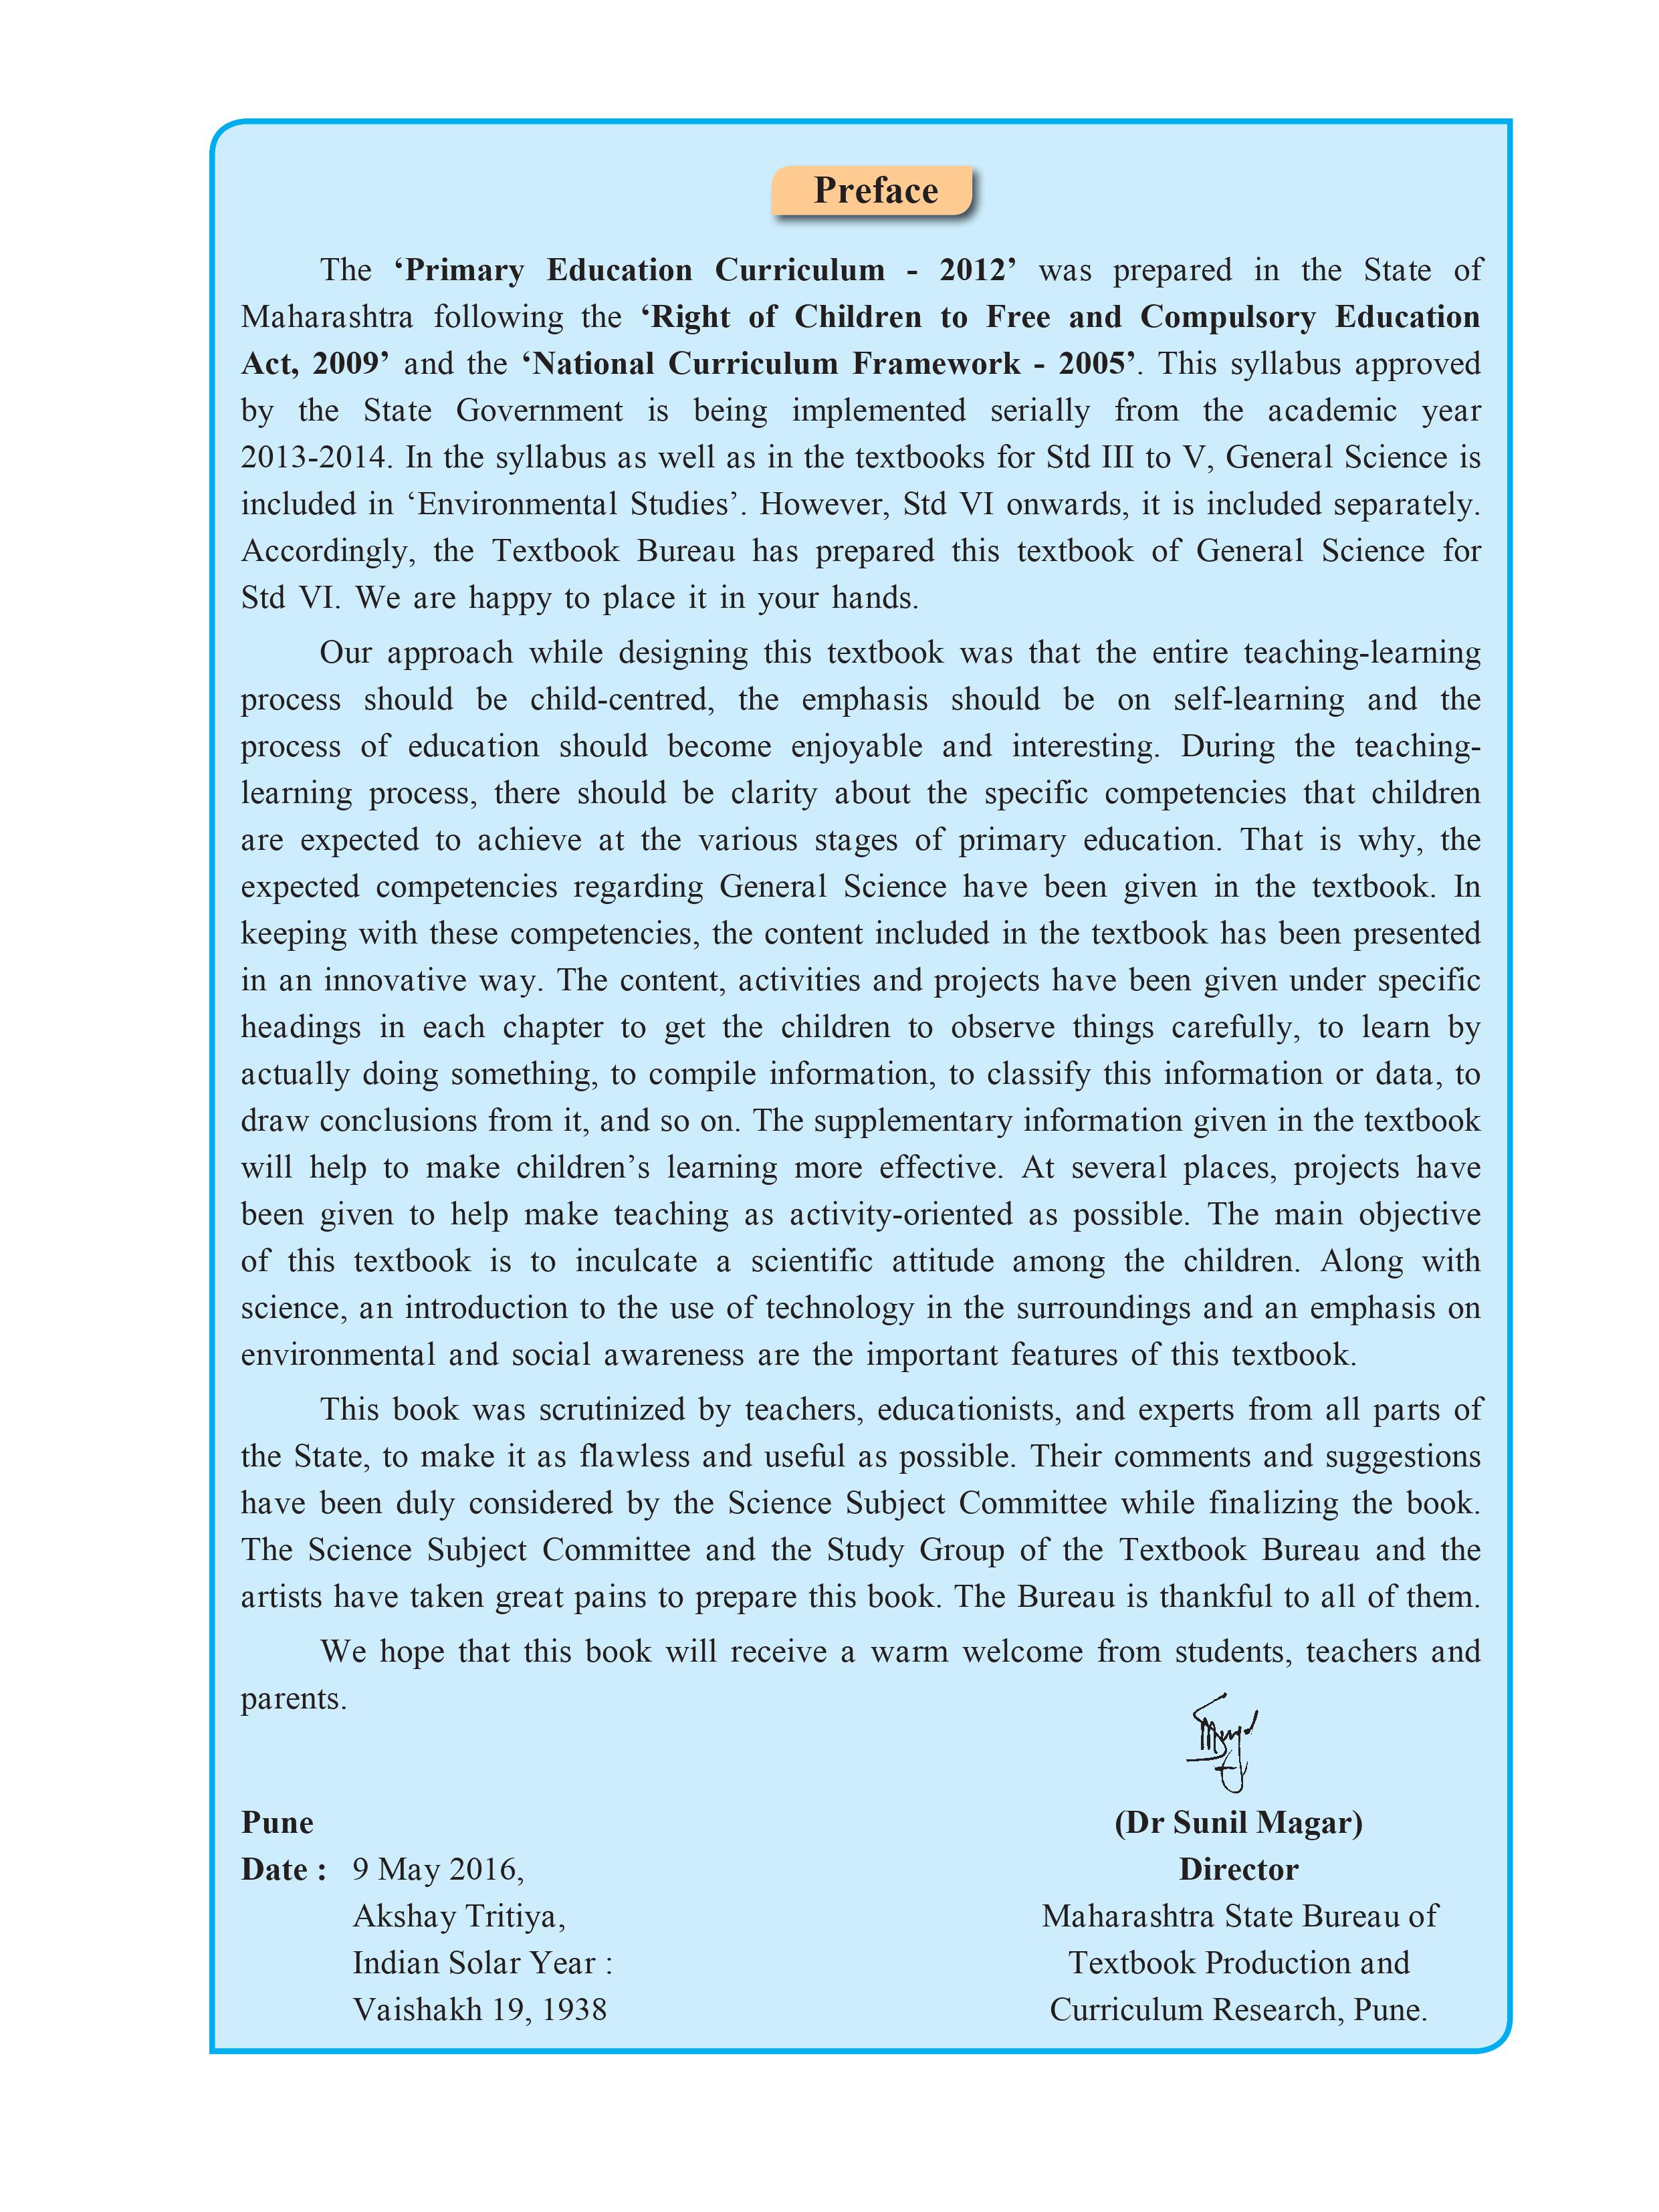 Preface
The ‘Primary Education Curriculum - 2012’ was prepared in the State of
Maharashtra following the ‘Right of Children to Free and Compulsory Education
Act, 2009’ and the ‘National Curriculum Framework - 2005’. This syllabus approved
by the State Government is being implemented serially from the academic year
2013-2014. In the syllabus as well as in the textbooks for Std III to V, General Science is
included in ‘Environmental Studies’. However, Std VI onwards, it is included separately.
Accordingly, the Textbook Bureau has prepared this textbook of General Science for
Std VI. We are happy to place it in your hands.
Our approach while designing this textbook was that the entire teaching-learning
process should be child-centred, the emphasis should be on self-learning and the
process of education should become enjoyable and interesting. During the teaching-
learning process, there should be clarity about the specific competencies that children
are expected to achieve at the various stages of primary education. That is why, the
expected competencies regarding General Science have been given in the textbook. In
keeping with these competencies, the content included in the textbook has been presented
in an innovative way. The content, activities and projects have been given under specific
headings in each chapter to get the children to observe things carefully, to learn by
actually doing something, to compile information, to classify this information or data, to
draw conclusions from it, and so on. The supplementary information given in the textbook
will help to make children’s learning more effective. At several places, projects have
been given to help make teaching as activity-oriented as possible. The main objective
of this textbook is to inculcate a scientific attitude among the children. Along with
science, an introduction to the use of technology in the surroundings and an emphasis on
environmental and social awareness are the important features of this textbook.
This book was scrutinized by teachers, educationists, and experts from all parts of
the State, to make it as flawless and useful as possible. Their comments and suggestions
have been duly considered by the Science Subject Committee while finalizing the book.
The Science Subject Committee and the Study Group of the Textbook Bureau and the
artists have taken great pains to prepare this book. The Bureau is thankful to all of them.
We hope that this book will receive a warm welcome from students, teachers and
parents.
Pune
Date : 9 May 2016,
Akshay Tritiya,
Indian Solar Year :
Vaishakh 19, 1938
(Dr Sunil Magar)
Director
Maharashtra State Bureau of
Textbook Production and
Curriculum Research, Pune.